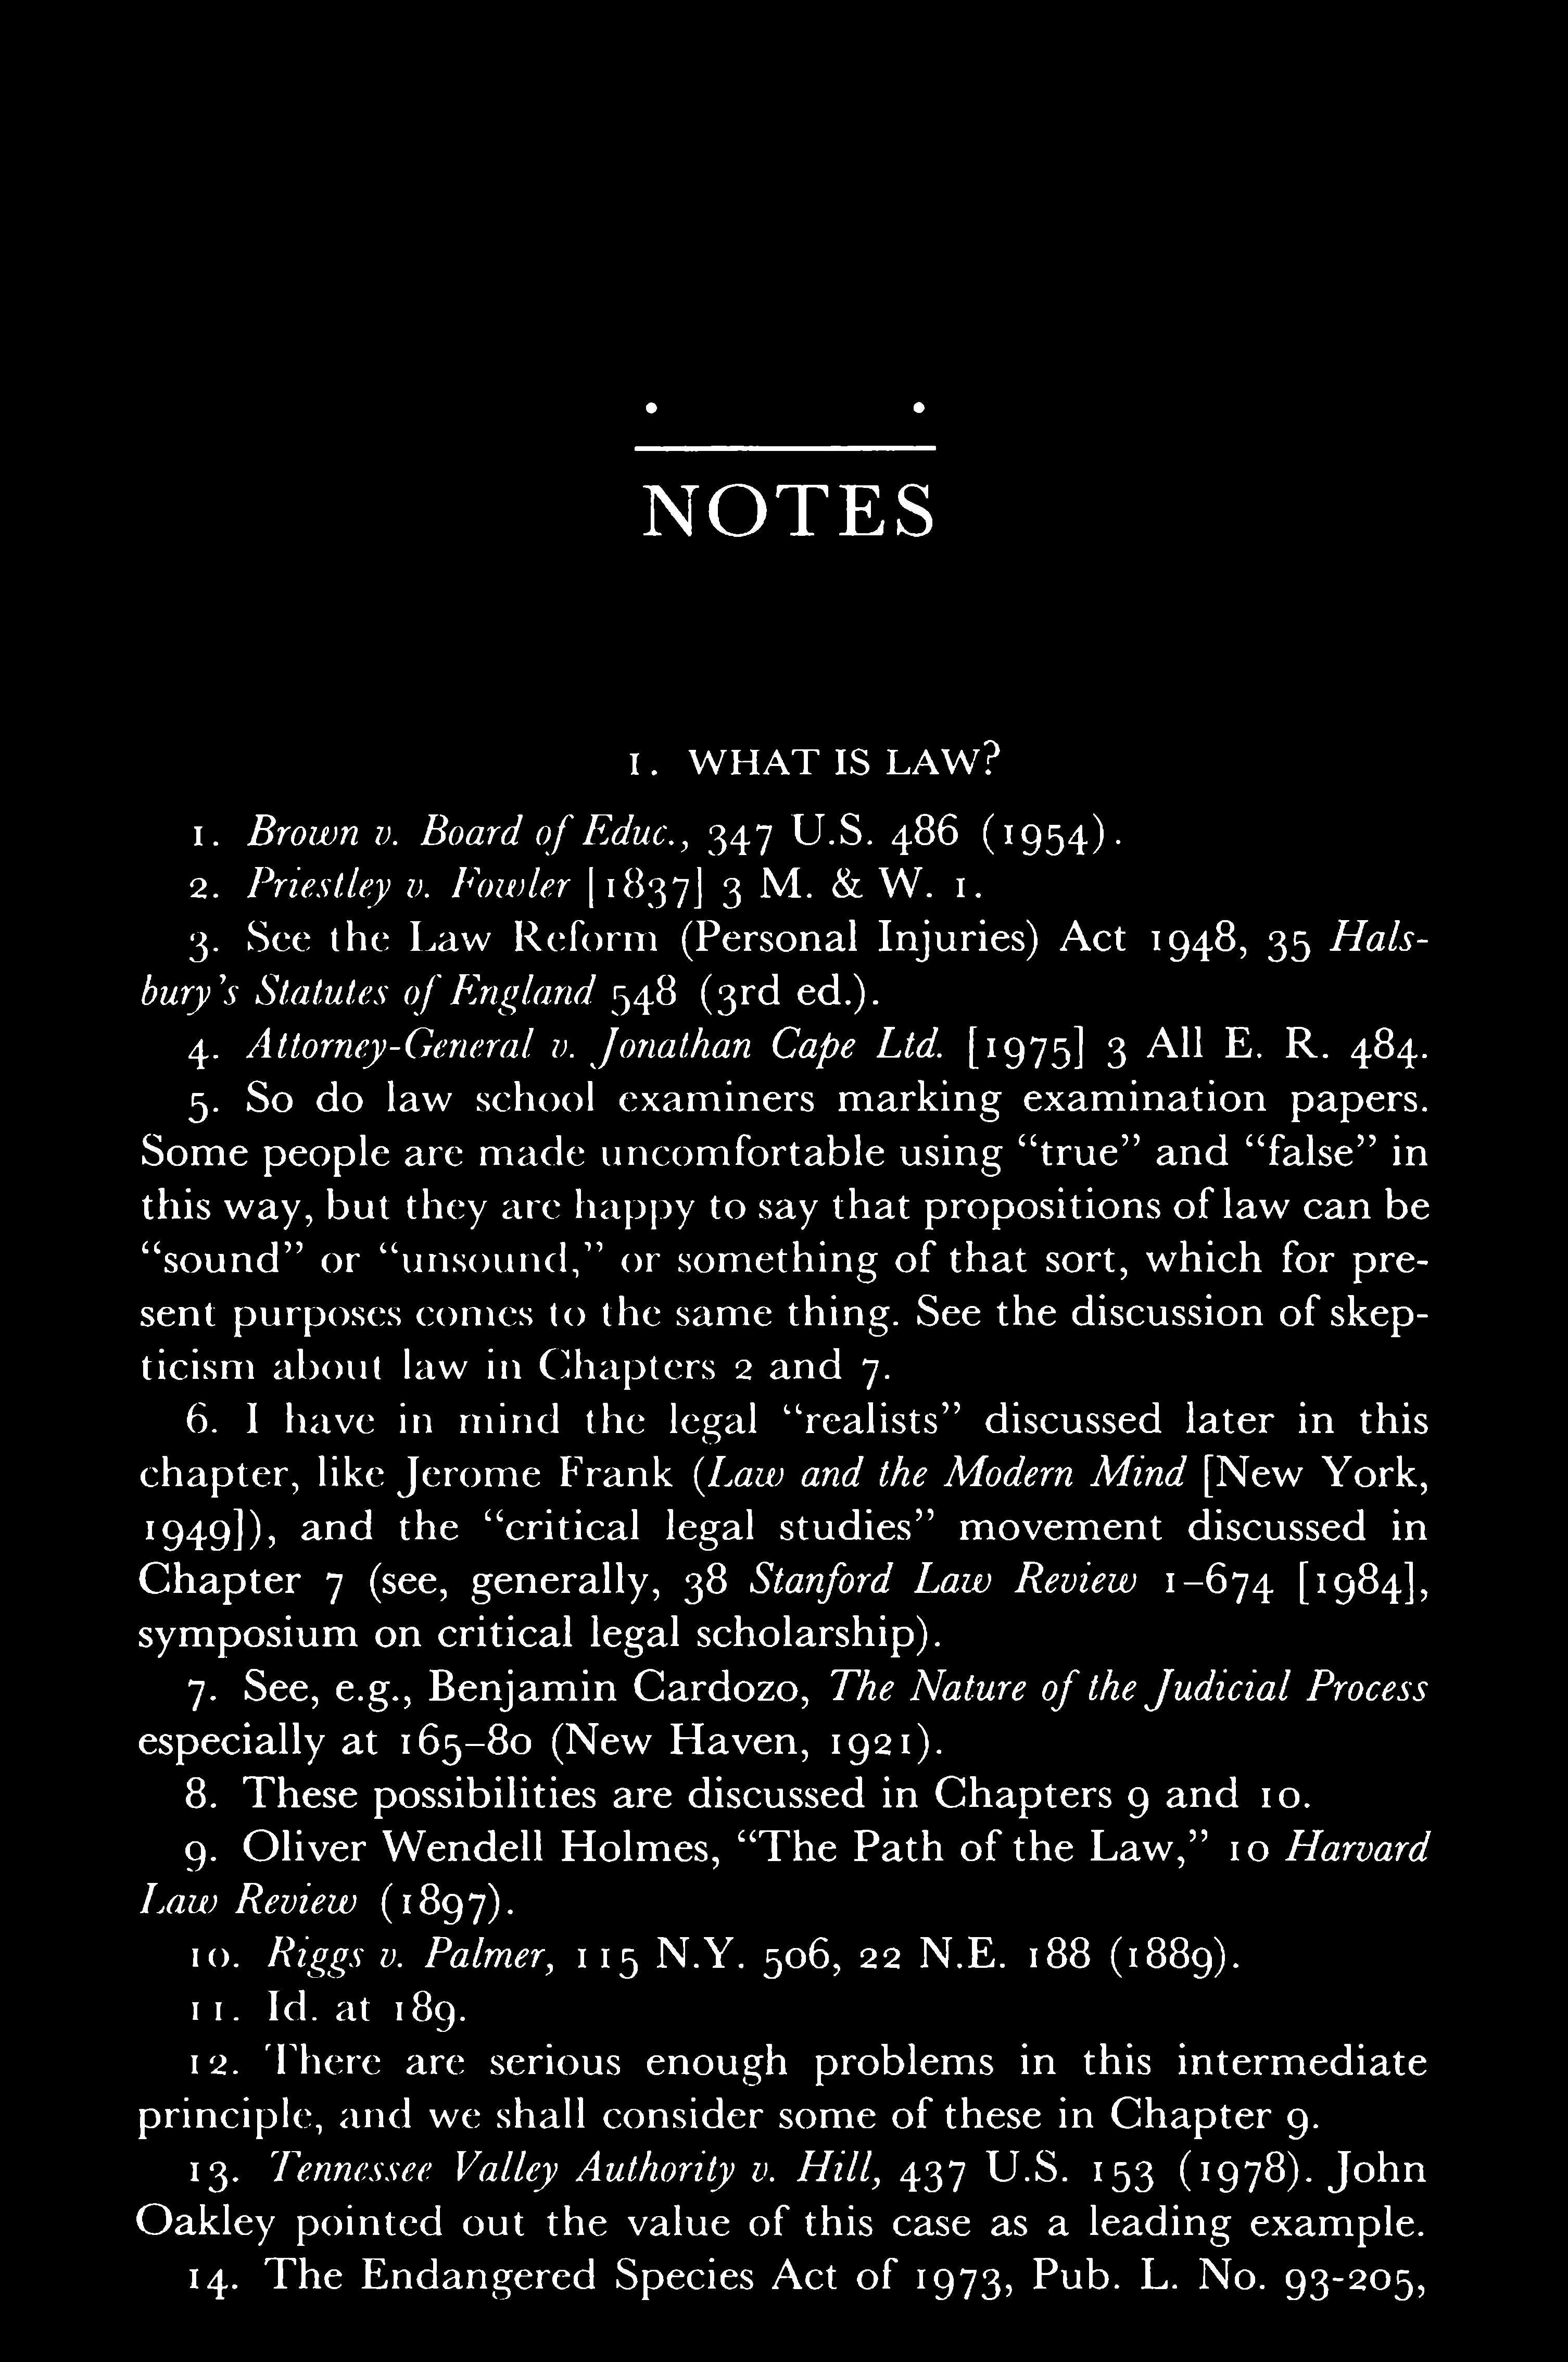 NOTES
1. WHAT IS LAW?
1. Brown v. Board of Educ., 347 U.S. 486 (1954).
2. Priestley v. Fowler [1837] 3 M. & W. 1.
3. See the Law Reform (Personal Injuries) Act 1948, 35 Hals-
bury's Statutes of England 548 (3rd ed.).
4. Attorney-General v. Jonathan Cape Ltd. [1975] 3 All E. R. 484.
5. So do law school examiners marking examination papers.
Some people are made uncomfortable using “true” and “false” in
this way, but they are happy to say that propositions of law can be
“sound” or “unsound,” or something of that sort, which for pre-
sent purposes comes to the same thing. See the discussion of skep-
ticism about law in Chapters 2 and 7.
6. I have in mind the legal “realists” discussed later in this
chapter, like Jerome Frank (Law and the Modern Mind [New York,
1949]), and the “critical legal studies” movement discussed in
Chapter 7 (see, generally, 38 Stanford Law Review 1–674 [1984],
symposium on critical legal scholarship).
7. See, e.g., Benjamin Cardozo, The Nature of the Judicial Process
especially at 165–80 (New Haven, 1921).
8. These possibilities are discussed in Chapters 9 and 10.
9. Oliver Wendell Holmes, “The Path of the Law,” 10 Harvard
Law Review (1897).
10. Riggs v. Palmer, 115 N.Y. 506, 22 N.E. 188 (1889).
11. Id. at 189.
12. There are serious enough problems in this intermediate
principle, and we shall consider some of these in Chapter 9.
13. Tennessee Valley Authority v. Hill, 437 U.S. 153 (1978). John
Oakley pointed out the value of this case as a leading example.
14. The Endangered Species Act of 1973, Pub. L. No. 93-205,